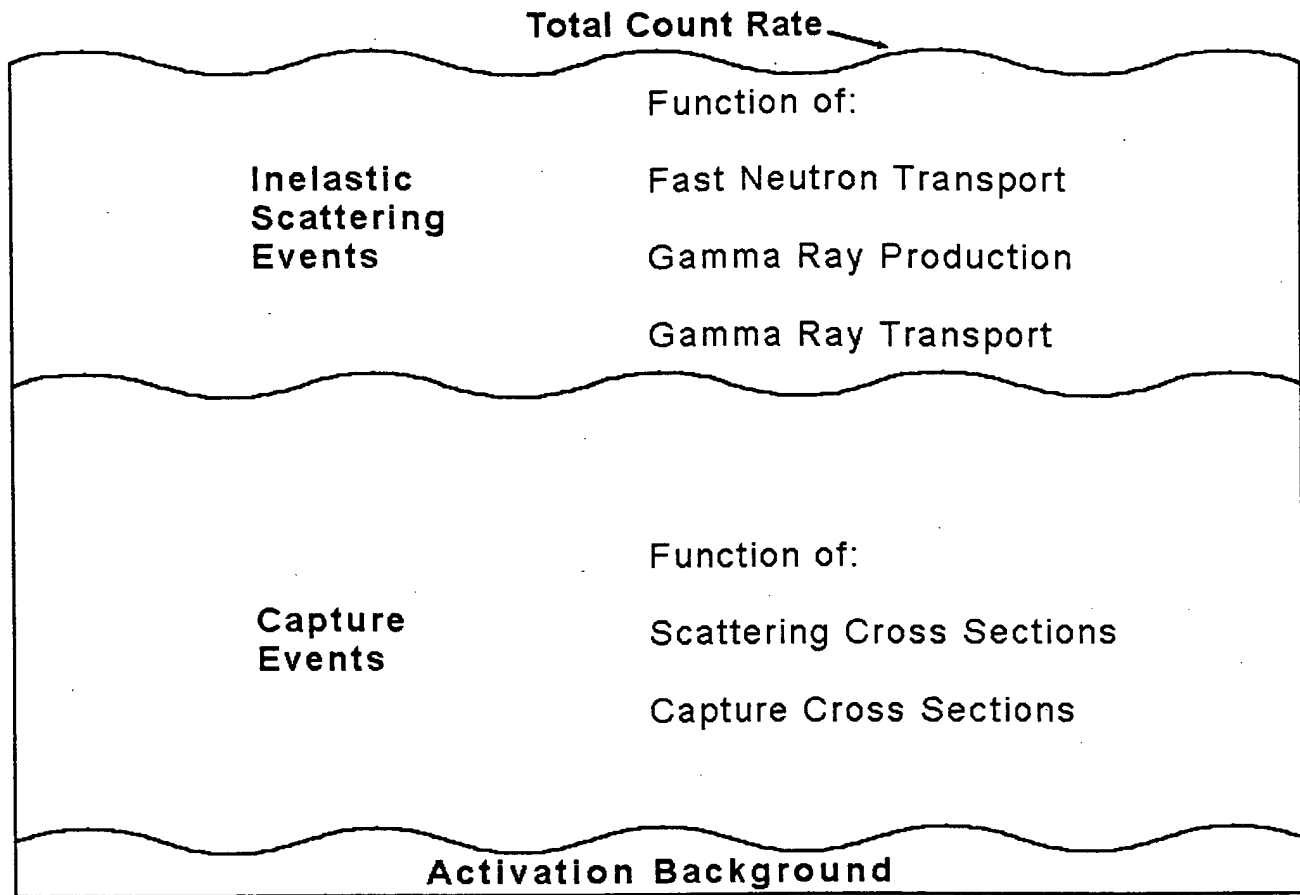 Total Count Rate
Function of:
Inelastic
Scattering
Events
Fast Neutron Transport
Gamma Ray Production
Gamma Ray Transport
Function of:
Capture
Events
Scattering Cross Sections
Capture Cross Sections
Activation Background